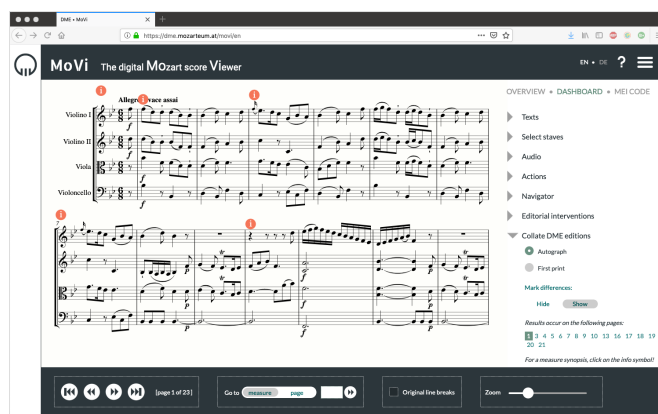 DME • MoVi
https://dme.mozarteum.at/movi/en
MoVi The digital MOzart score VIewer
EN • DE ?
OVERVIEW • DASHBOARD • MEI CODE
Texts
Select staves
Audio
Actions
Navigator
Editorial interventions
Collate DME editions
Autograph
First print
Mark differences:
Hide Show
Results occur on the following pages:
1 3 4 5 6 7 8 9 10 13 16 17 18 19
20 21
For a measure synopsis, click on the info symbol!
i
i
i
vace assai
Violino I
Violino II
f
Viola
f
Violoncello
f
i
i
7
tr
p
f
p
tr
p
f
p
p
f
[page 1 of 23]
Go to measure page
Original line breaks
Zoom